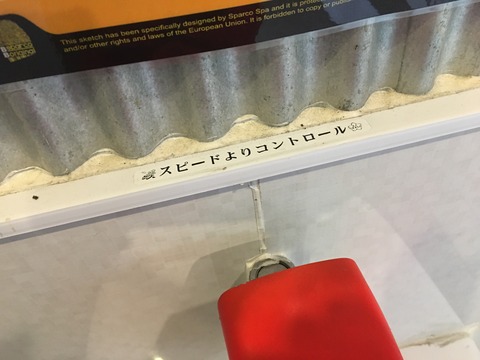 This sketch has been specifically designed by Sparco Spa and it is
and/or other rights and laws of the European Union. It is forbidden to copy or
スピードよりコントロール